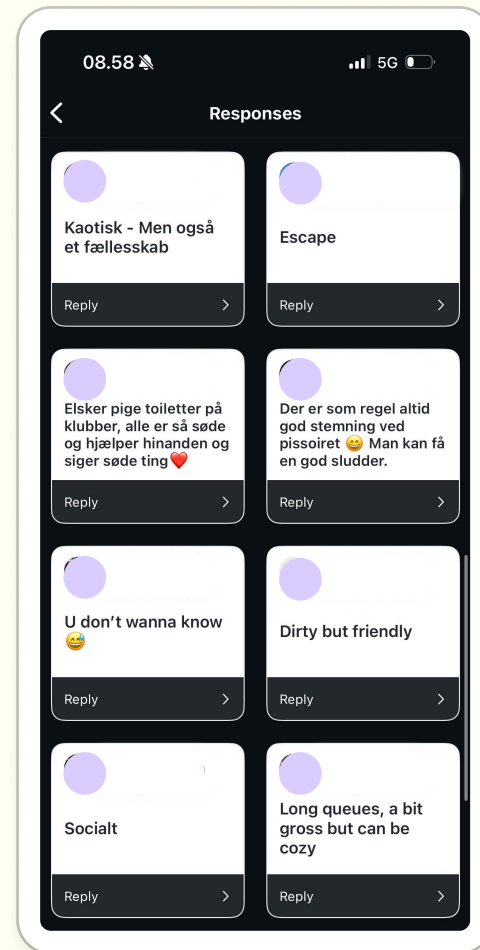 08.58
5G
Responses
Kaotisk - Men også
et fællesskab
Reply
Escape
Reply
Elsker pige toiletter på
klubber, alle er så søde
og hjælper hinanden og
siger søde ting❤️
Reply
Der er som regel altid
god stemning ved
pissoiret 😄 Man kan få
en god sludder.
Reply
U don’t wanna know
😅
Reply
Dirty but friendly
Reply
Socialt
Reply
Long queues, a bit
gross but can be
cozy
Reply